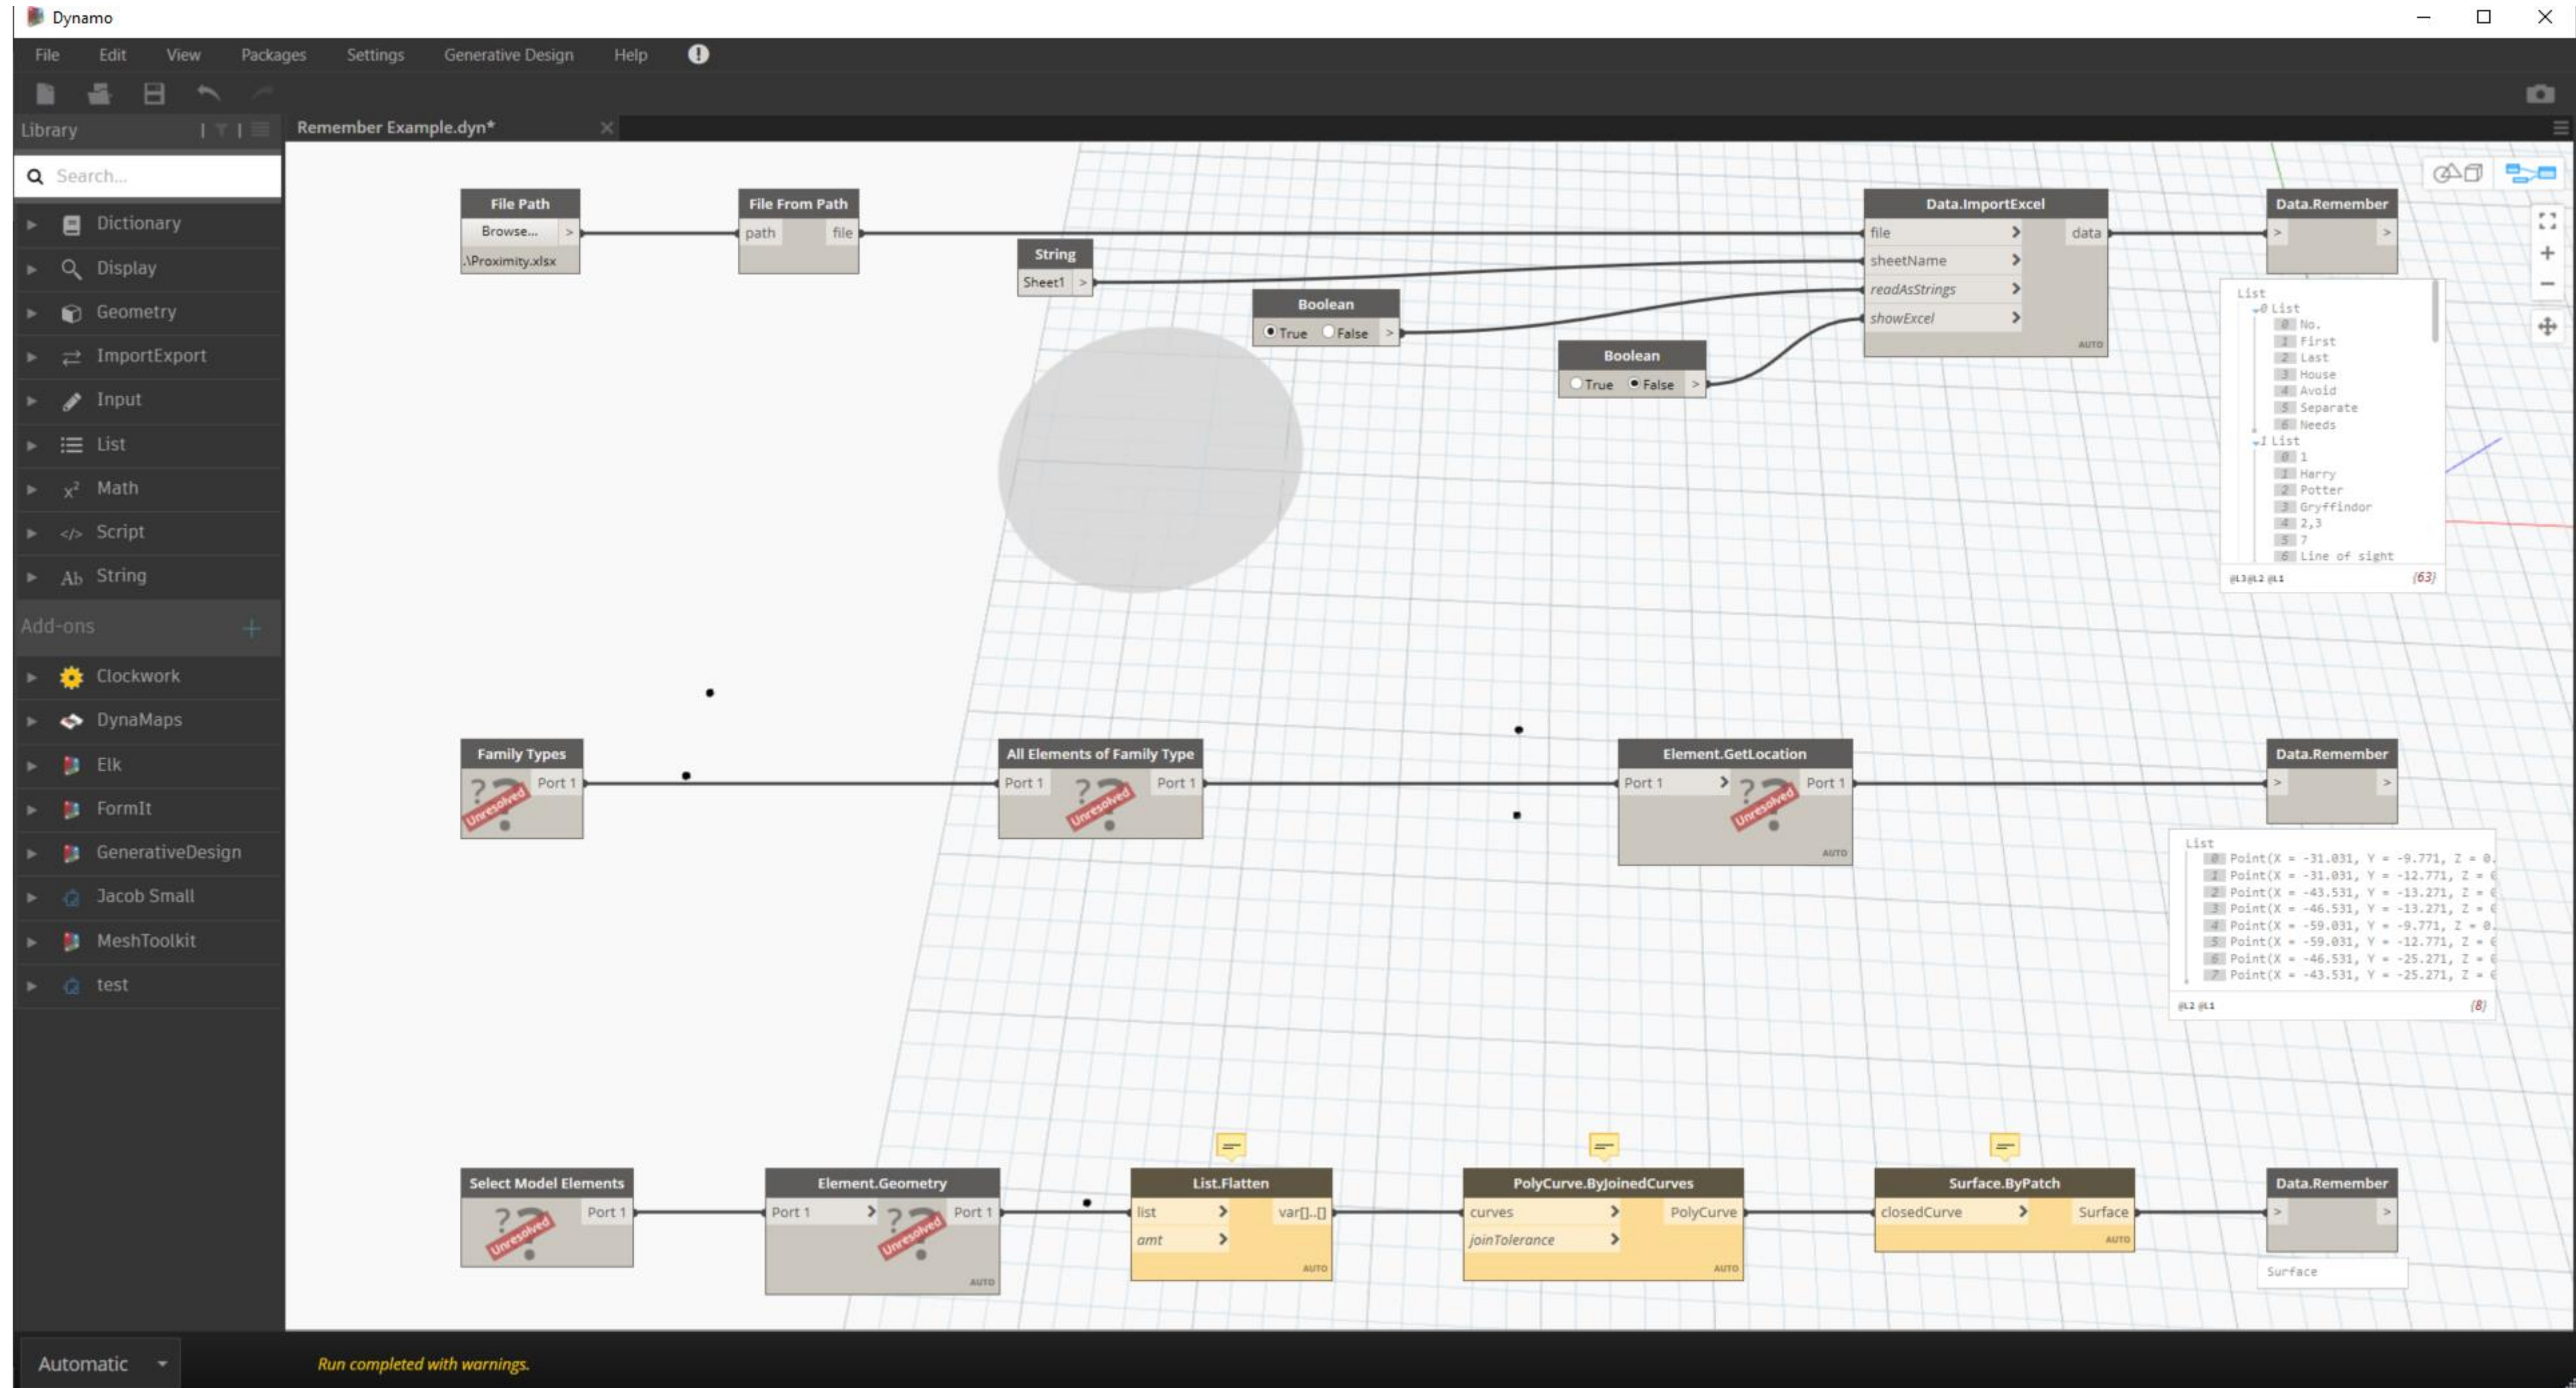 Dynamo
File Edit View Packages Settings Generative Design Help
Library
Remember Example.dyn*
Search...
Dictionary
Display
Geometry
ImportExport
Input
List
Math
Script
String
Add-ons
Clockwork
DynaMaps
Elk
FormIt
GenerativeDesign
Jacob Small
MeshToolkit
test
File Path
Browse... >
.\Proximity.xlsx
File From Path
path file
String
Sheet1 >
Boolean
True False >
Boolean
True False >
Data.ImportExcel
file > data
sheetName >
readAsStrings >
showExcel >
AUTO
Data.Remember
> >
List
0 List
0 No.
1 First
2 Last
3 House
4 Avoid
5 Separate
6 Needs
1 List
0 1
1 Harry
2 Potter
3 Gryffindor
4 2,3
5 7
6 Line of sight
@L3 @L2 @L1 {63}
Family Types
?? Port 1
Unresolved
All Elements of Family Type
Port 1 ?? Port 1
Unresolved
Element.GetLocation
Port 1 > ?? Port 1
Unresolved
AUTO
Data.Remember
> >
List
0 Point(X = -31.031, Y = -9.771, Z = 0.
1 Point(X = -31.031, Y = -12.771, Z = 0
2 Point(X = -43.531, Y = -13.271, Z = 0
3 Point(X = -46.531, Y = -13.271, Z = 0
4 Point(X = -59.031, Y = -9.771, Z = 0.
5 Point(X = -59.031, Y = -12.771, Z = 0
6 Point(X = -46.531, Y = -25.271, Z = 0
7 Point(X = -43.531, Y = -25.271, Z = 0
@L2 @L1 {8}
Select Model Elements
?? Port 1
Unresolved
Element.Geometry
Port 1 > ?? Port 1
Unresolved
AUTO
List.Flatten
list > var[]..[]
amt >
AUTO
PolyCurve.ByJoinedCurves
curves > PolyCurve
joinTolerance >
AUTO
Surface.ByPatch
closedCurve > Surface
AUTO
Data.Remember
> >
Surface
Automatic
Run completed with warnings.